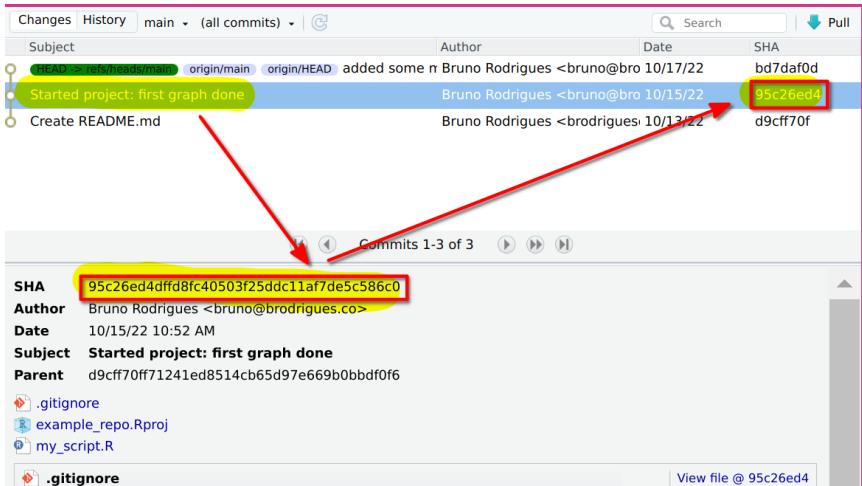 Changes History main (all commits) Search Pull
Subject Author Date SHA
HEAD -> refs/heads/main origin/main origin/HEAD added some m Bruno Rodrigues <bruno@bro 10/17/22 bd7daf0d
Started project: first graph done Bruno Rodrigues <bruno@bro 10/15/22 95c26ed4
Create README.md Bruno Rodrigues <brodrigues 10/13/22 d9cff70f
Commits 1-3 of 3
SHA 95c26ed4dffd8fc40503f25ddc11af7de5c586c0
Author Bruno Rodrigues <bruno@brodrigues.co>
Date 10/15/22 10:52 AM
Subject Started project: first graph done
Parent d9cff70ff71241ed8514cb65d97e669b0bbdf0f6
.gitignore
example_repo.Rproj
my_script.R
.gitignore View file @ 95c26ed4